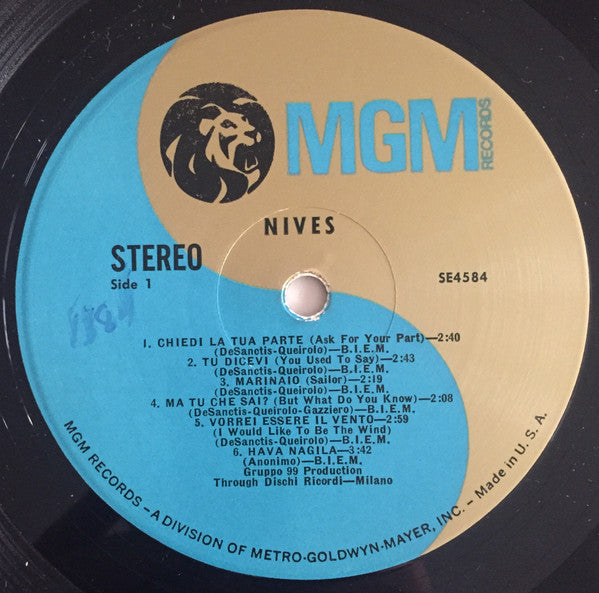 MGM
RECORDS
NIVES
STEREO
Side 1
SE4584
1. CHIEDI LA TUA PARTE (Ask For Your Part)—2:40
(DeSanctis-Queirolo)—B.I.E.M.
2. TU DICEVI (You Used To Say)—2:43
(DeSanctis-Queirolo)—B.I.E.M.
3. MARINAIO (Sailor)—2:19
(DeSanctis-Queirolo)—B.I.E.M.
4. MA TU CHE SAI? (But What Do You Know)—2:08
(DeSanctis-Queirolo-Gazziero)—B.I.E.M.
5. VORREI ESSERE IL VENTO—2:59
(I Would Like To Be The Wind)
(DeSanctis-Queirolo)—B.I.E.M.
6. HAVA NAGILA—3:42
(Anonimo)—B.I.E.M.
Gruppo 99 Production
Through Dischi Ricordi—Milano
MGM RECORDS—A DIVISION OF METRO-GOLDWYN-MAYER, INC. – Made in U. S. A.